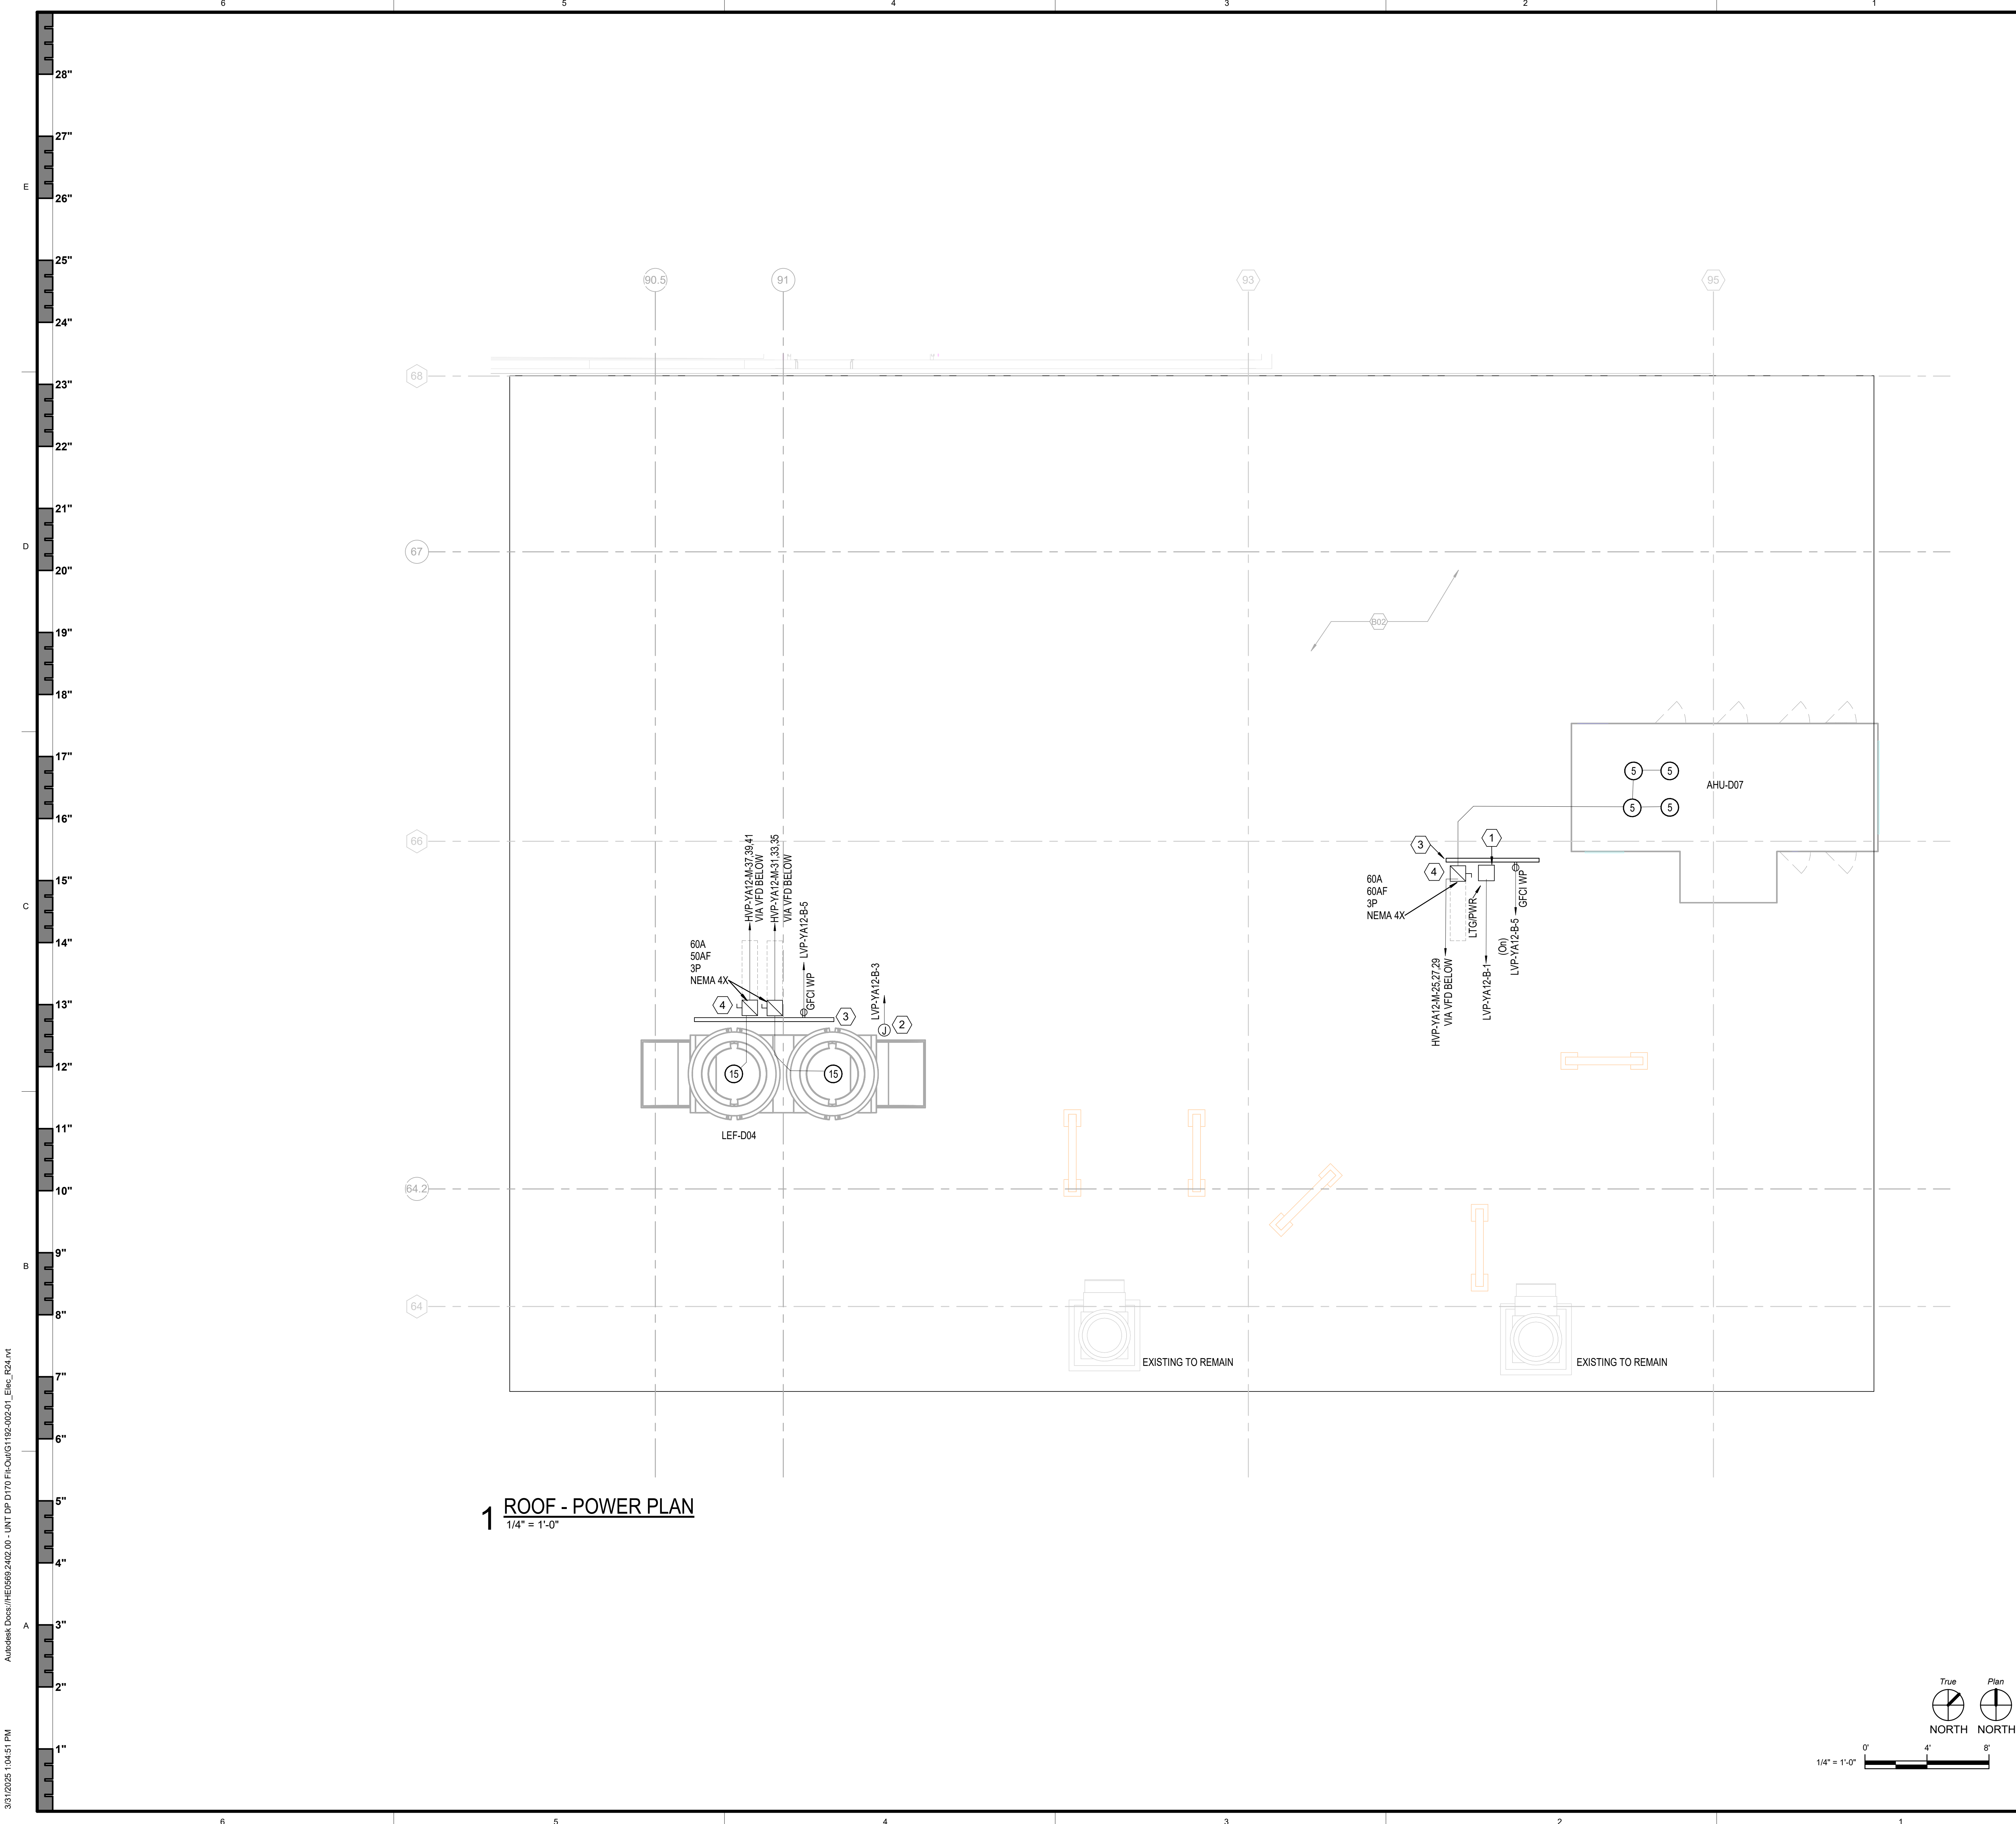 6
5
4
3
2
1
28"
27"
E
26"
25"
90.5
91
93
95
24"
68
23"
22"
21"
D
67
20"
B02
19"
18"
17"
5
5
AHU-D07
5
5
16"
66
HVP-YA12-M-37,39,41
VIA VFD BELOW
HVP-YA12-M-31,33,35
VIA VFD BELOW
LVP-YA12-B-5
GFCI WP
LVP-YA12-B-3
60A
50AF
3P
NEMA 4X
4
3
J
2
15
15
LEF-D04
3
1
4
60A
60AF
3P
NEMA 4X
LTG/PWR
GFCI WP
(On)
LVP-YA12-B-5
LVP-YA12-B-1
HVP-YA12-M-25,27,29
VIA VFD BELOW
15"
C
14"
13"
12"
11"
64.2
10"
9"
B
64
8"
EXISTING TO REMAIN
EXISTING TO REMAIN
7"
6"
5"
1
ROOF - POWER PLAN
1/4" = 1'-0"
4"
A
3"
2"
1"
True
NORTH
Plan
NORTH
1/4" = 1'-0"
0'
4'
8'
Autodesk Docs://HE0569.2402.00 - UNT DP D170 Fit-Out/G1192-002-01_Elec_R24.rvt
3/31/2025 1:04:51 PM
6
5
4
3
2
1